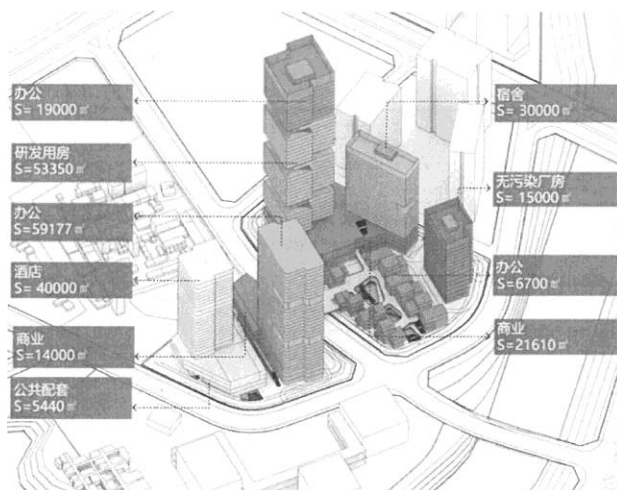 办公
S= 19000㎡
研发用房
S=53350㎡
办公
S=59177㎡
酒店
S= 40000㎡
商业
S=14000㎡
公共配套
S=5440㎡
宿舍
S= 30000㎡
无污染厂房
S= 15000㎡
办公
S=6700㎡
商业
S=21610㎡